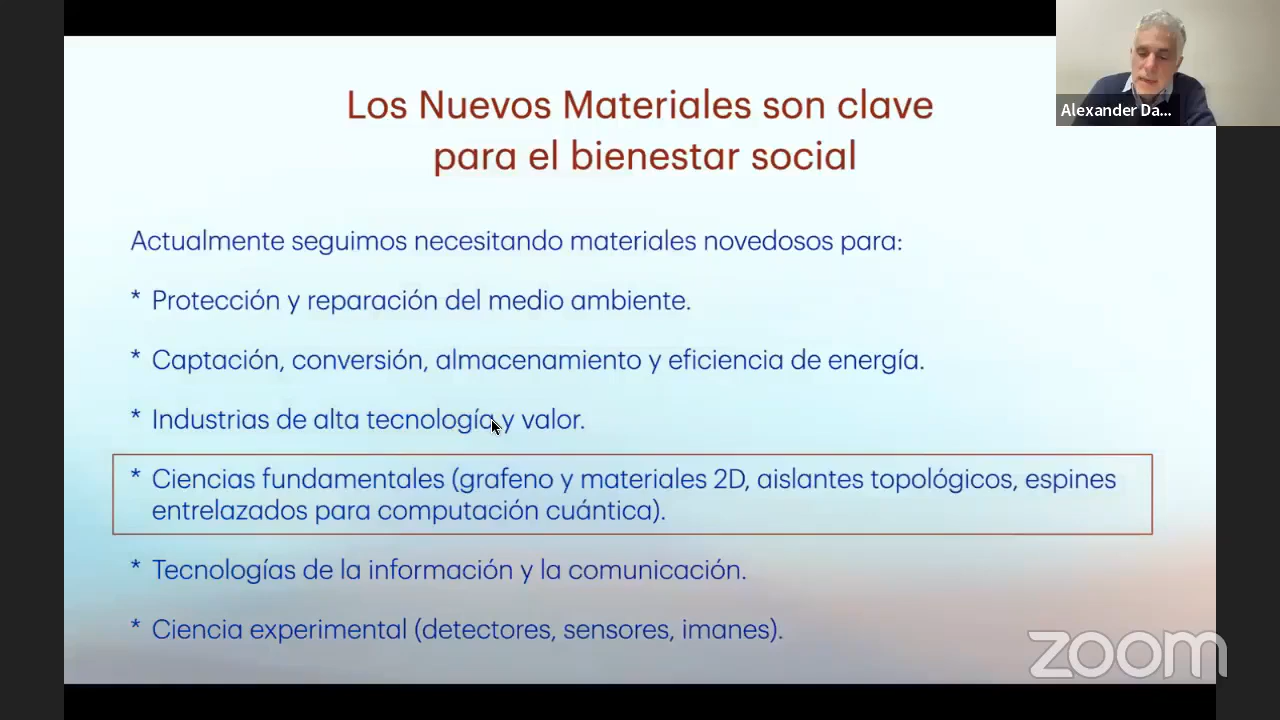 Los Nuevos Materiales son clave
para el bienestar social
Alexander Da...
Actualmente seguimos necesitando materiales novedosos para:
* Protección y reparación del medio ambiente.
* Captación, conversión, almacenamiento y eficiencia de energía.
* Industrias de alta tecnología y valor.
* Ciencias fundamentales (grafeno y materiales 2D, aislantes topológicos, espines
entrelazados para computación cuántica).
* Tecnologías de la información y la comunicación.
* Ciencia experimental (detectores, sensores, imanes).
zoom